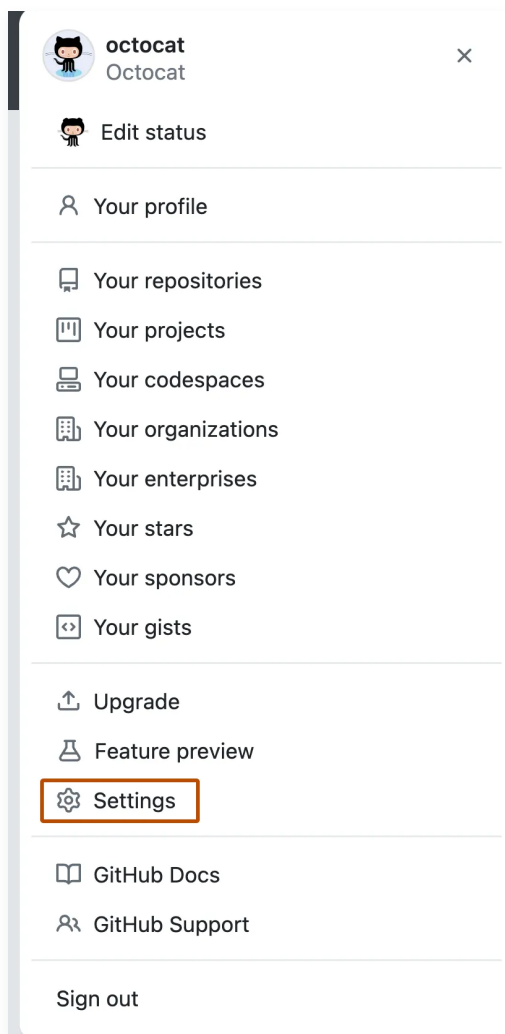 octocat
Octocat
Edit status
Your profile
Your repositories
Your projects
Your codespaces
Your organizations
Your enterprises
Your stars
Your sponsors
Your gists
Upgrade
Feature preview
Settings
GitHub Docs
GitHub Support
Sign out